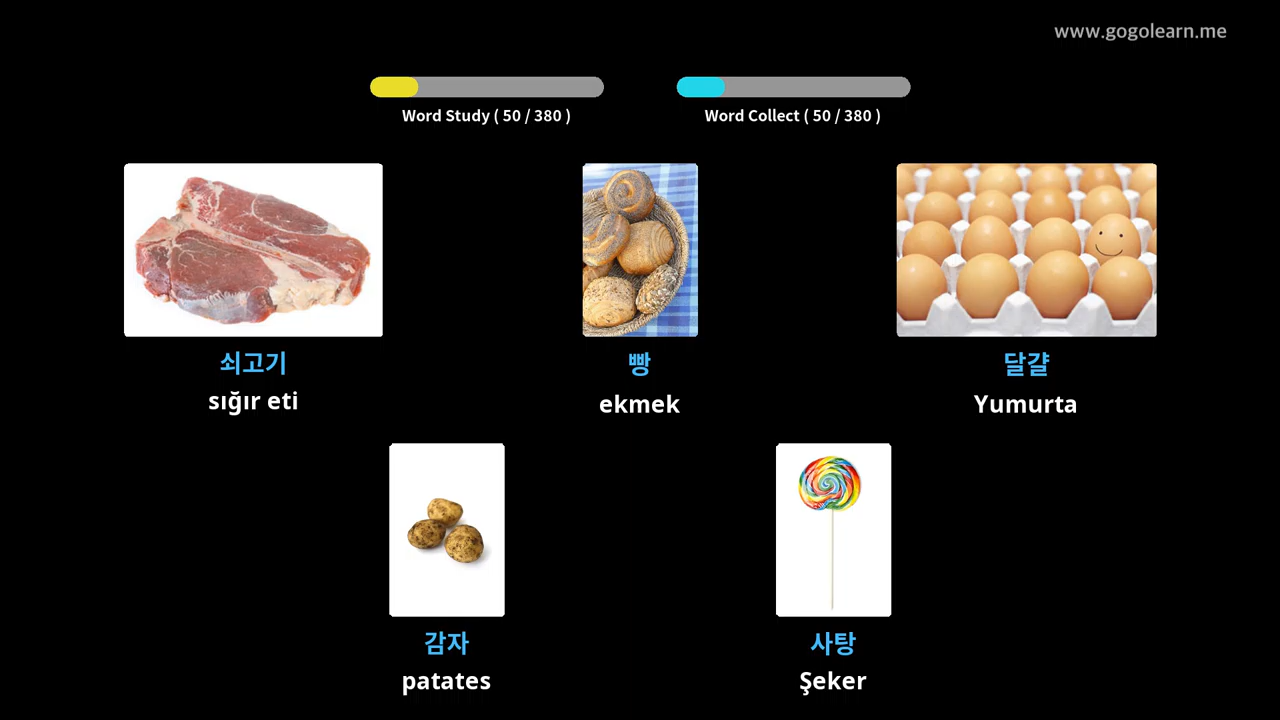 www.gogolearn.me
Word Study ( 50 / 380 )
Word Collect ( 50 / 380 )
쇠고기
빵
달걀
sığır eti
ekmek
Yumurta
감자
사탕
patates
Şeker